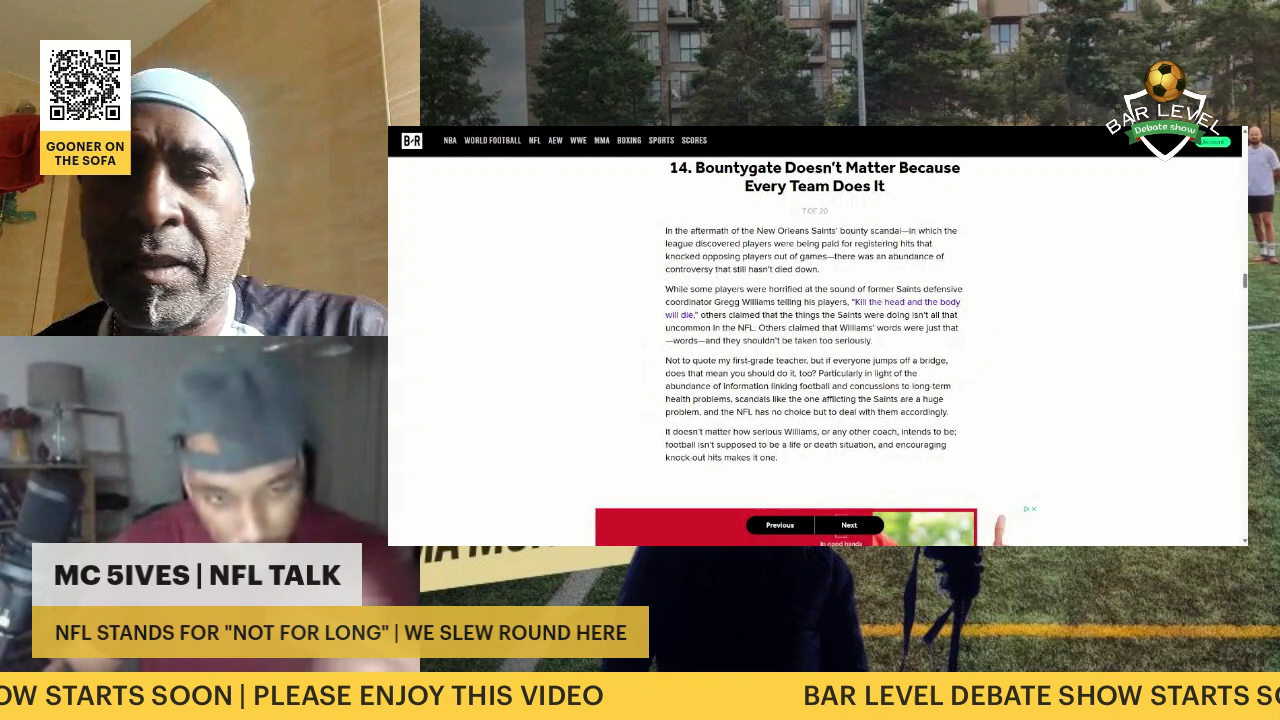 GOONER ON
THE SOFA
BAR LEVEL
Debate show
B/R
NBA WORLD FOOTBALL NFL AEW WWE MMA BOXING SPORTS SCORES
Account
14. Bountygate Doesn't Matter Because
Every Team Does It
7 OF 20
In the aftermath of the New Orleans Saints' bounty scandal—in which the
league discovered players were being paid for registering hits that
knocked opposing players out of games—there was an abundance of
controversy that still hasn't died down.
While some players were horrified at the sound of former Saints defensive
coordinator Gregg Williams telling his players, "Kill the head and the body
will die," others claimed that the things the Saints were doing isn't all that
uncommon in the NFL. Others claimed that Williams' words were just that
—words—and they shouldn't be taken too seriously.
Not to quote my first-grade teacher, but if everyone jumps off a bridge,
does that mean you should do it, too? Particularly in light of the
abundance of information linking football and concussions to long-term
health problems, scandals like the one afflicting the Saints are a huge
problem, and the NFL has no choice but to deal with them accordingly.
It doesn't matter how serious Williams, or any other coach, intends to be;
football isn't supposed to be a life or death situation, and encouraging
knock-out hits makes it one.
Previous Next
In good hands
MC 5IVES | NFL TALK
NFL STANDS FOR "NOT FOR LONG" | WE SLEW ROUND HERE
OW STARTS SOON | PLEASE ENJOY THIS VIDEO BAR LEVEL DEBATE SHOW STARTS SO